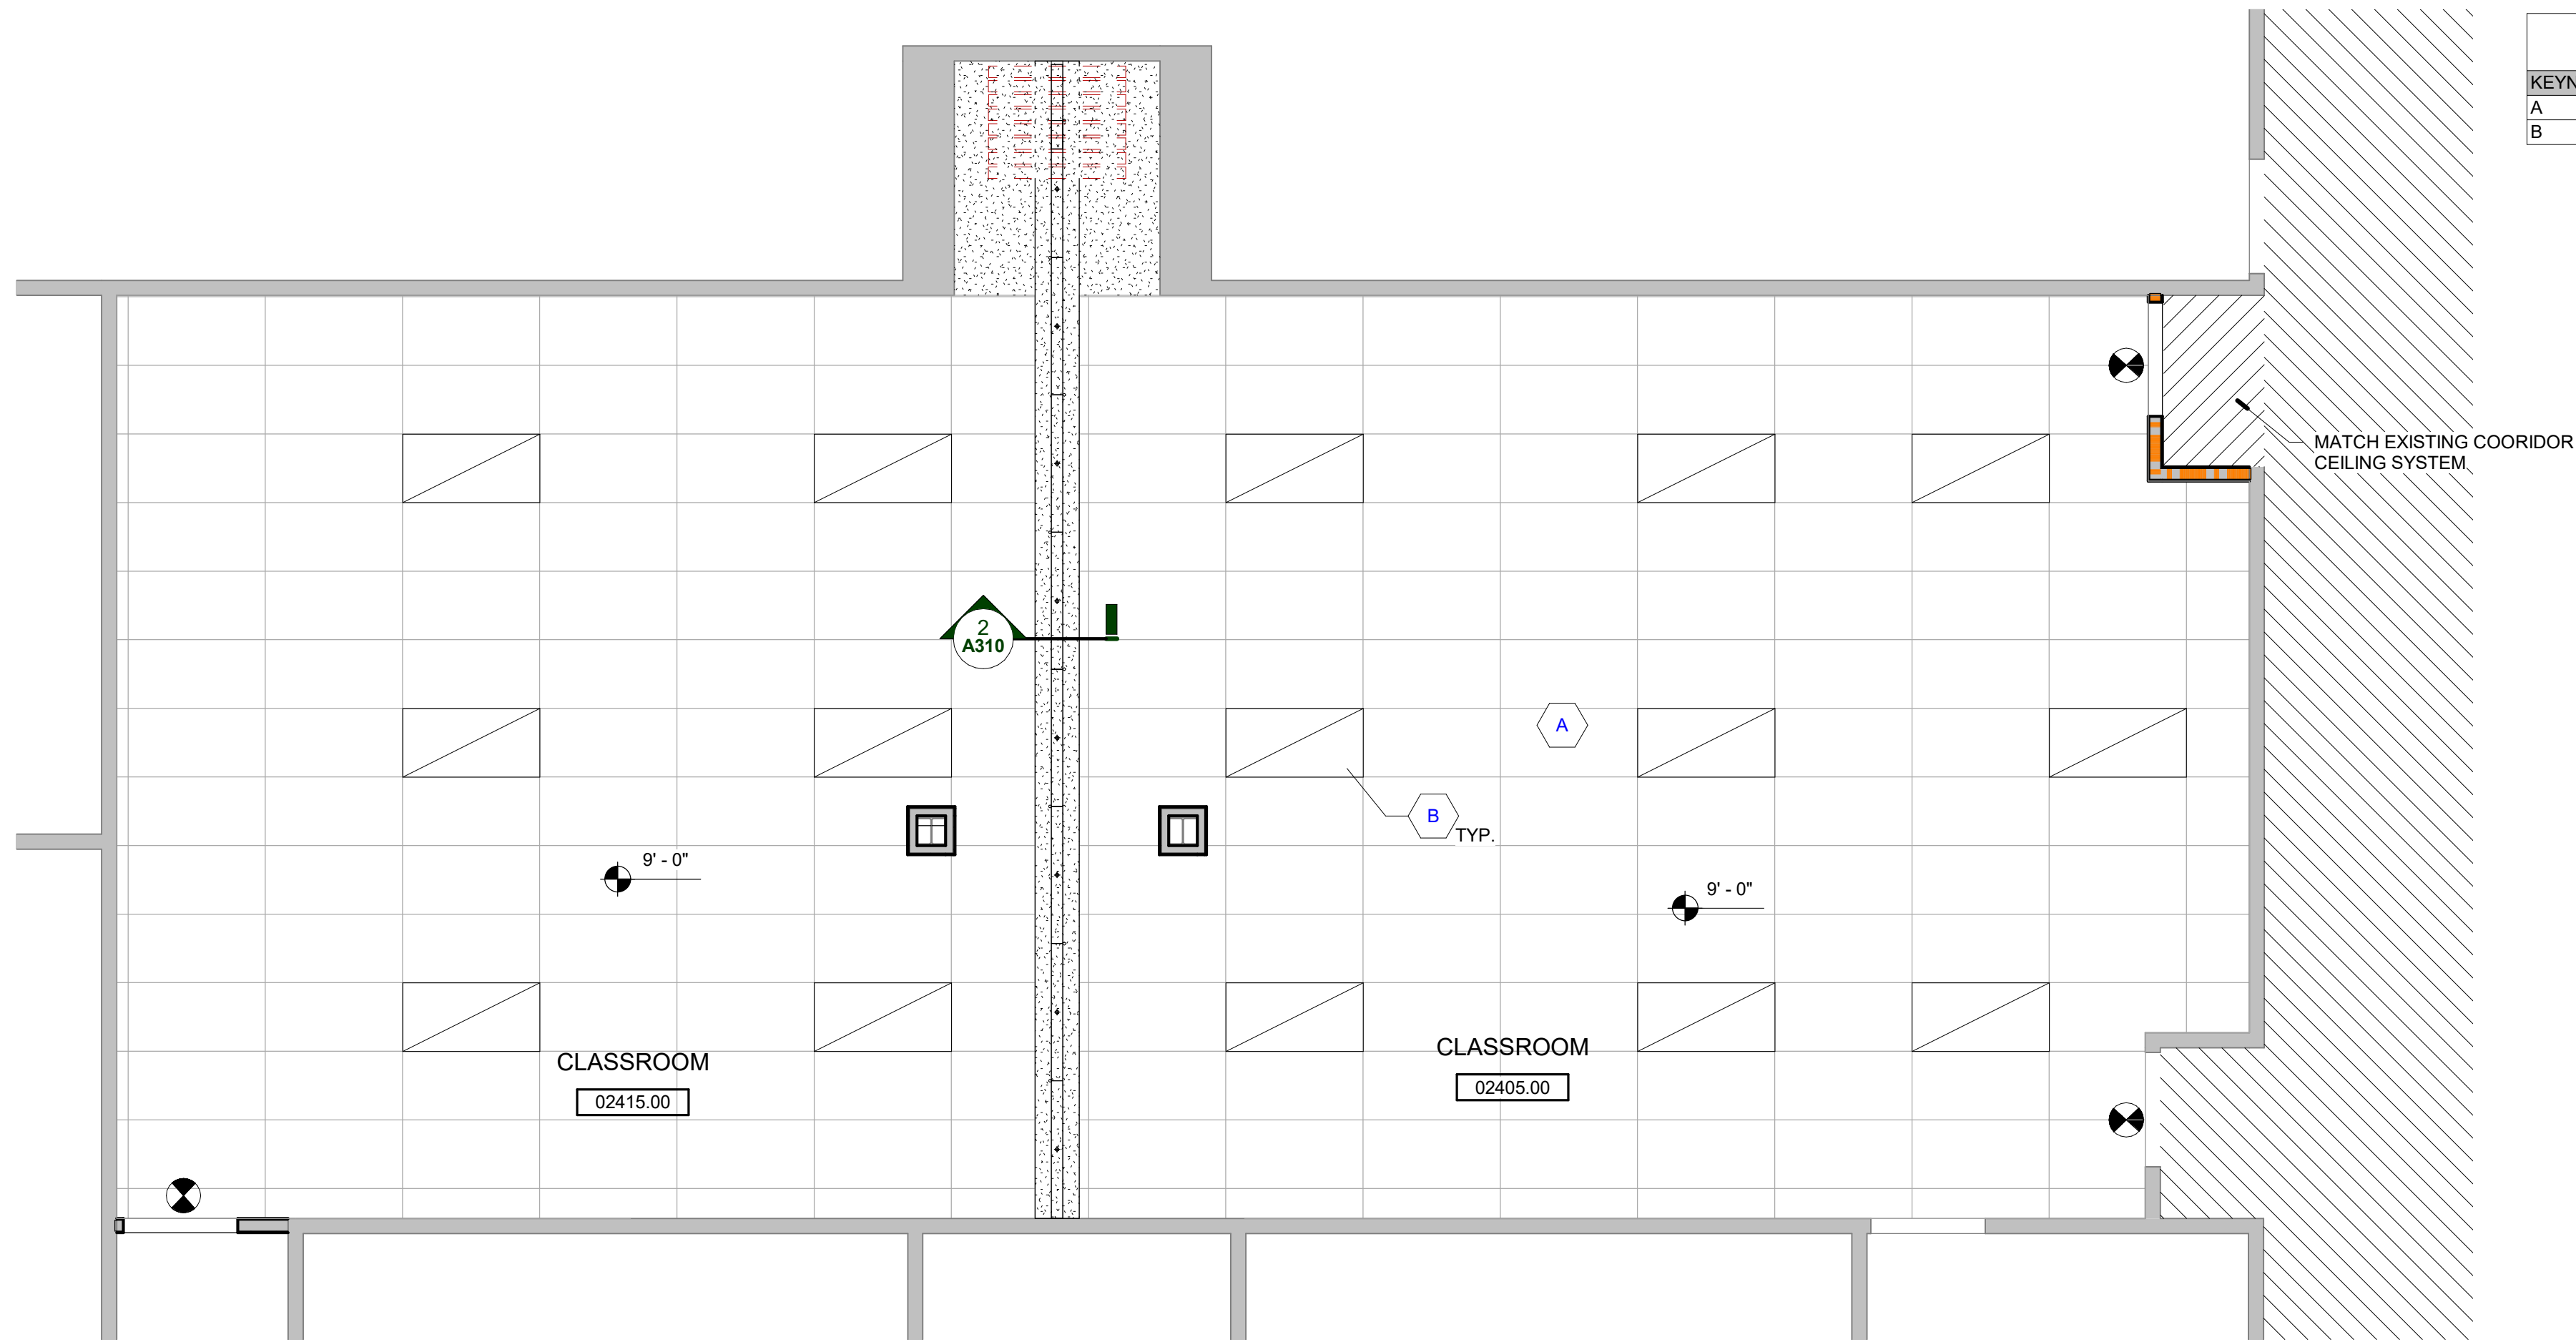 KEYN
A
B
MATCH EXISTING COORIDOR
CEILING SYSTEM
2
A310
A
B
TYP.
9' - 0"
9' - 0"
CLASSROOM
02415.00
CLASSROOM
02405.00